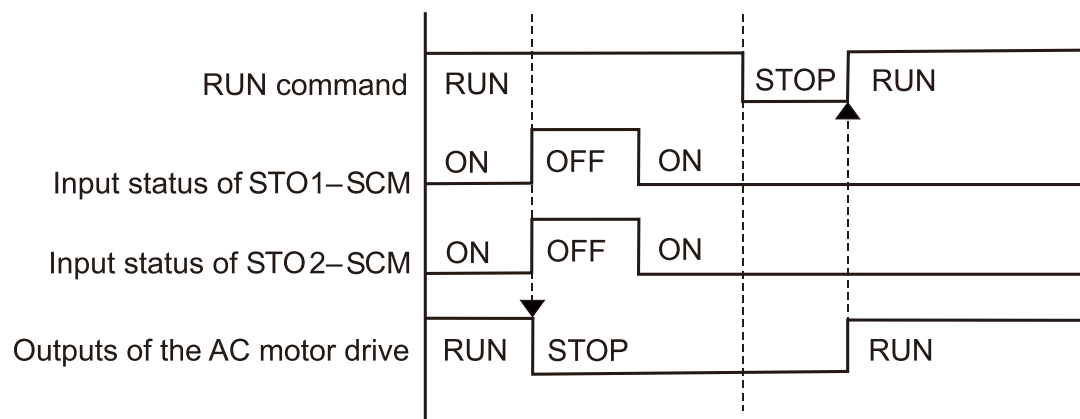 RUN command RUN STOP RUN
Input status of STO1–SCM ON OFF ON
Input status of STO2–SCM ON OFF ON
Outputs of the AC motor drive RUN STOP RUN